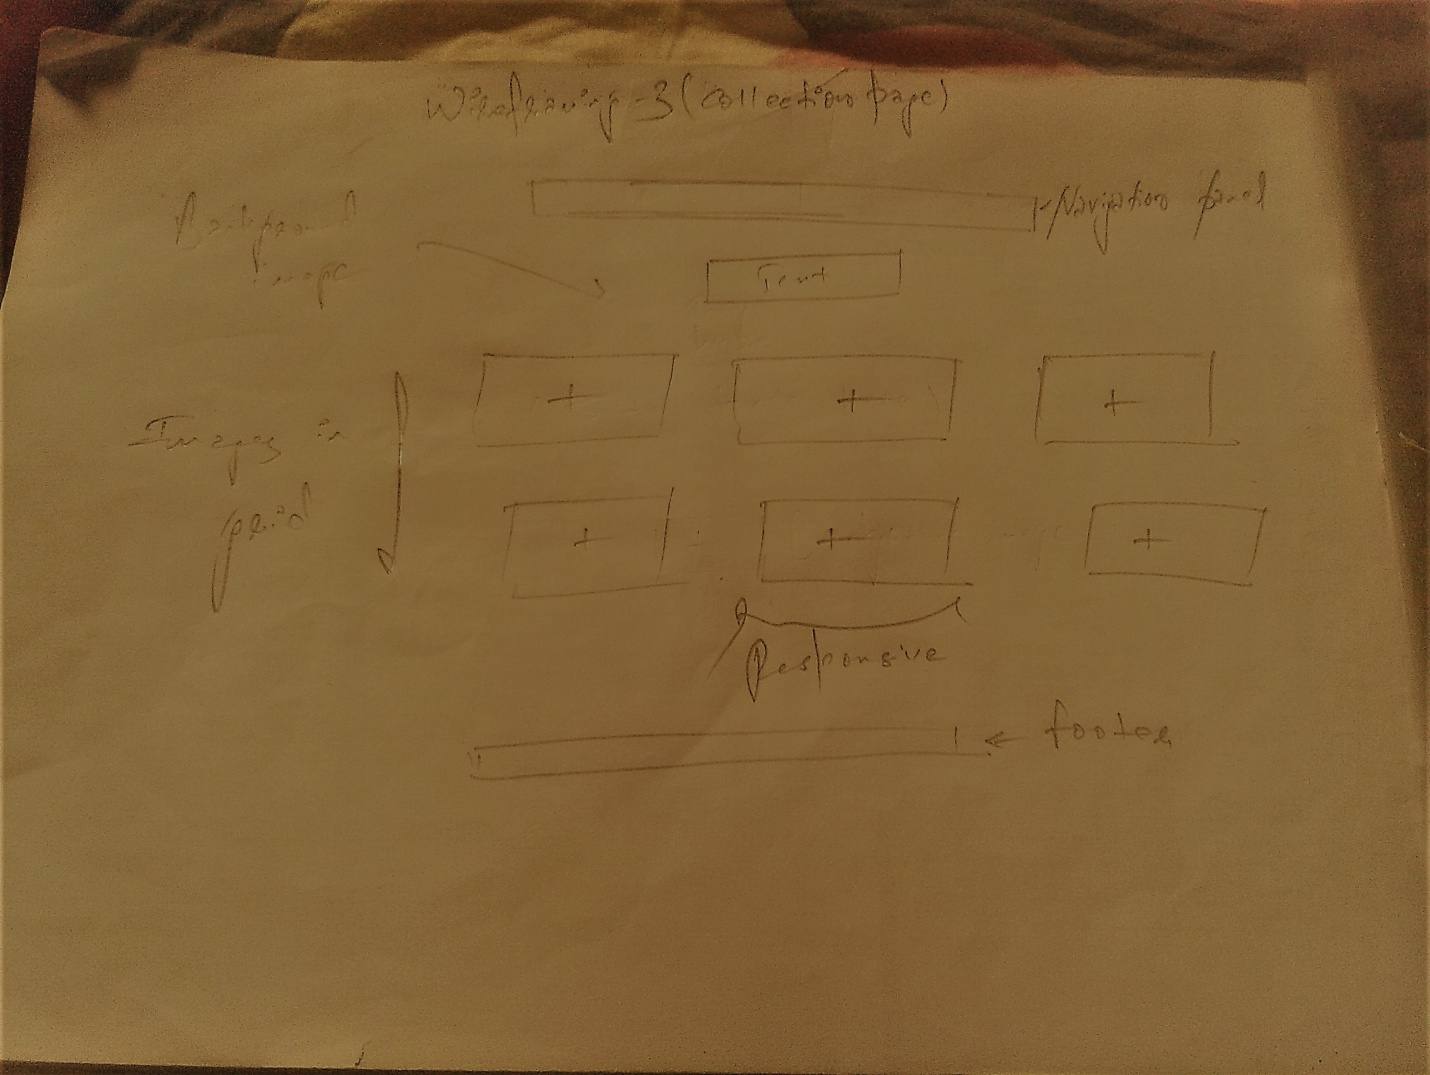 Wireframing-3 (Collection page)
Navigation panel
Background
image
Text
+ + +
Images in
grid
+ + +
Responsive
footer